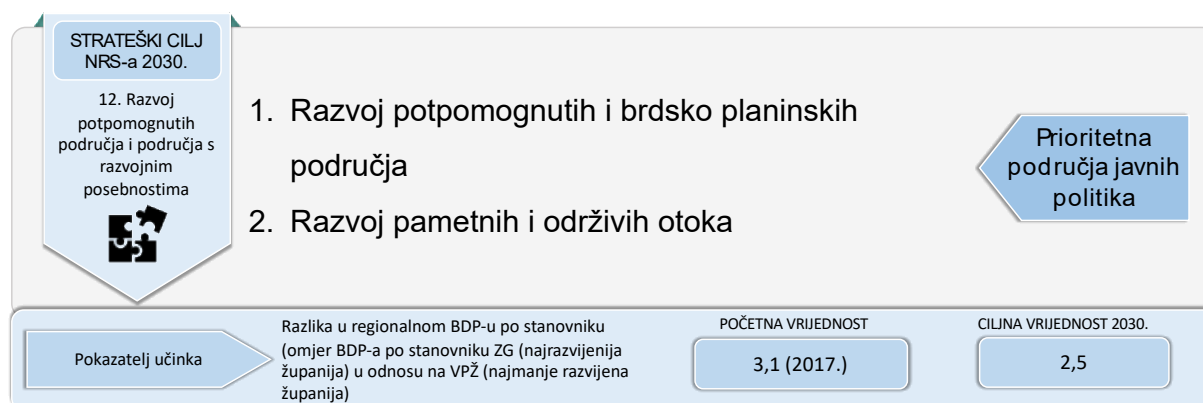 STRATEŠKI CILJ
NRS-a 2030.
12. Razvoj
potpomognutih
područja i područja s
razvojnim
posebnostima
1. Razvoj potpomognutih i brdsko planinskih
područja
2. Razvoj pametnih i održivih otoka
Prioritetna
područja javnih
politika
Pokazatelj učinka
Razlika u regionalnom BDP-u po stanovniku
(omjer BDP-a po stanovniku ZG (najrazvijenija
županija) u odnosu na VPŽ (najmanje razvijena
županija)
POČETNA VRIJEDNOST
3,1 (2017.)
CILJNA VRIJEDNOST 2030.
2,5